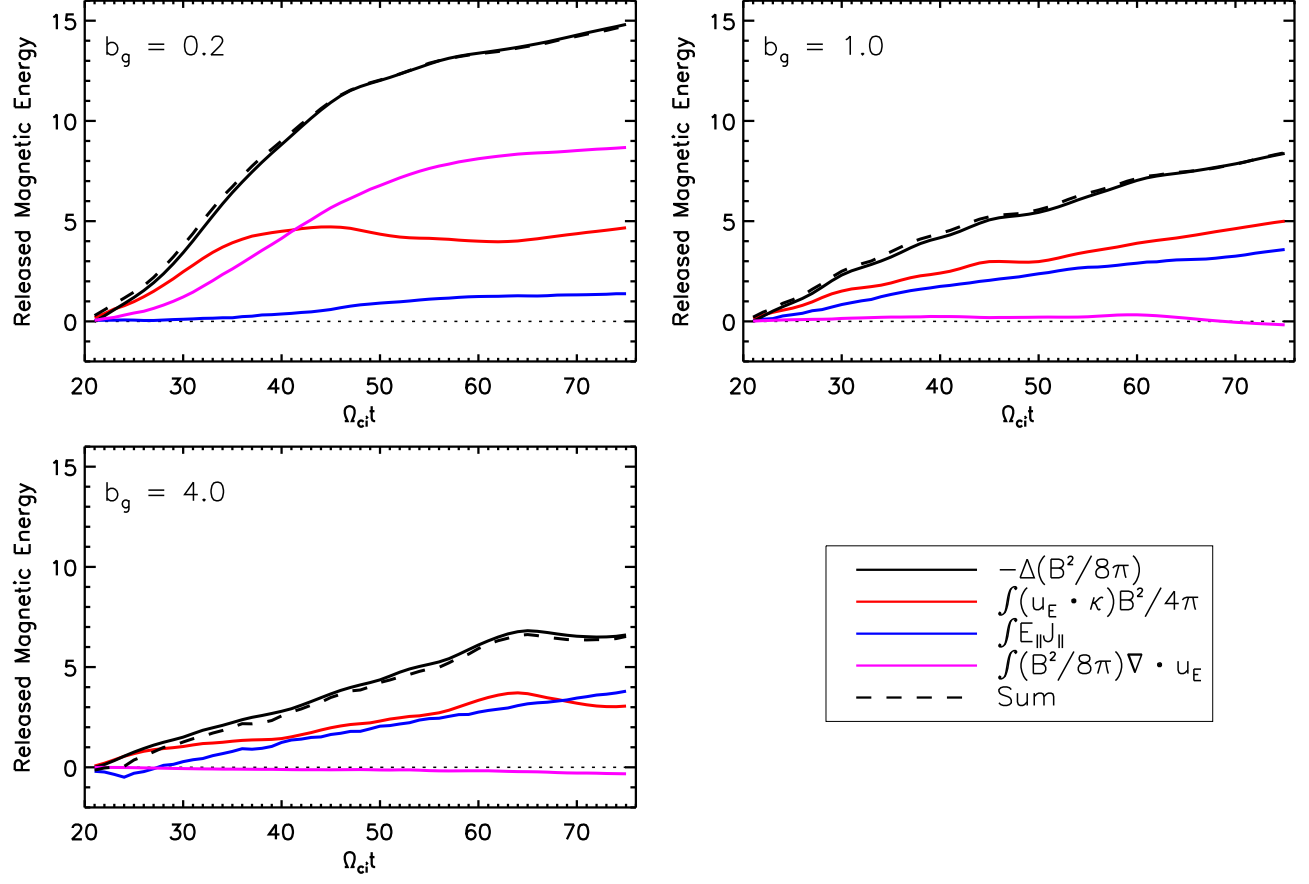 Released Magnetic Energy
15
10
5
0
b_g = 0.2
20 30 40 50 60 70
Ω_ci t
Released Magnetic Energy
15
10
5
0
b_g = 1.0
20 30 40 50 60 70
Ω_ci t
Released Magnetic Energy
15
10
5
0
b_g = 4.0
20 30 40 50 60 70
Ω_ci t
−Δ(B²/8π)
∫(u_E · κ)B²/4π
∫E_∥J_∥
∫(B²/8π)∇ · u_E
Sum